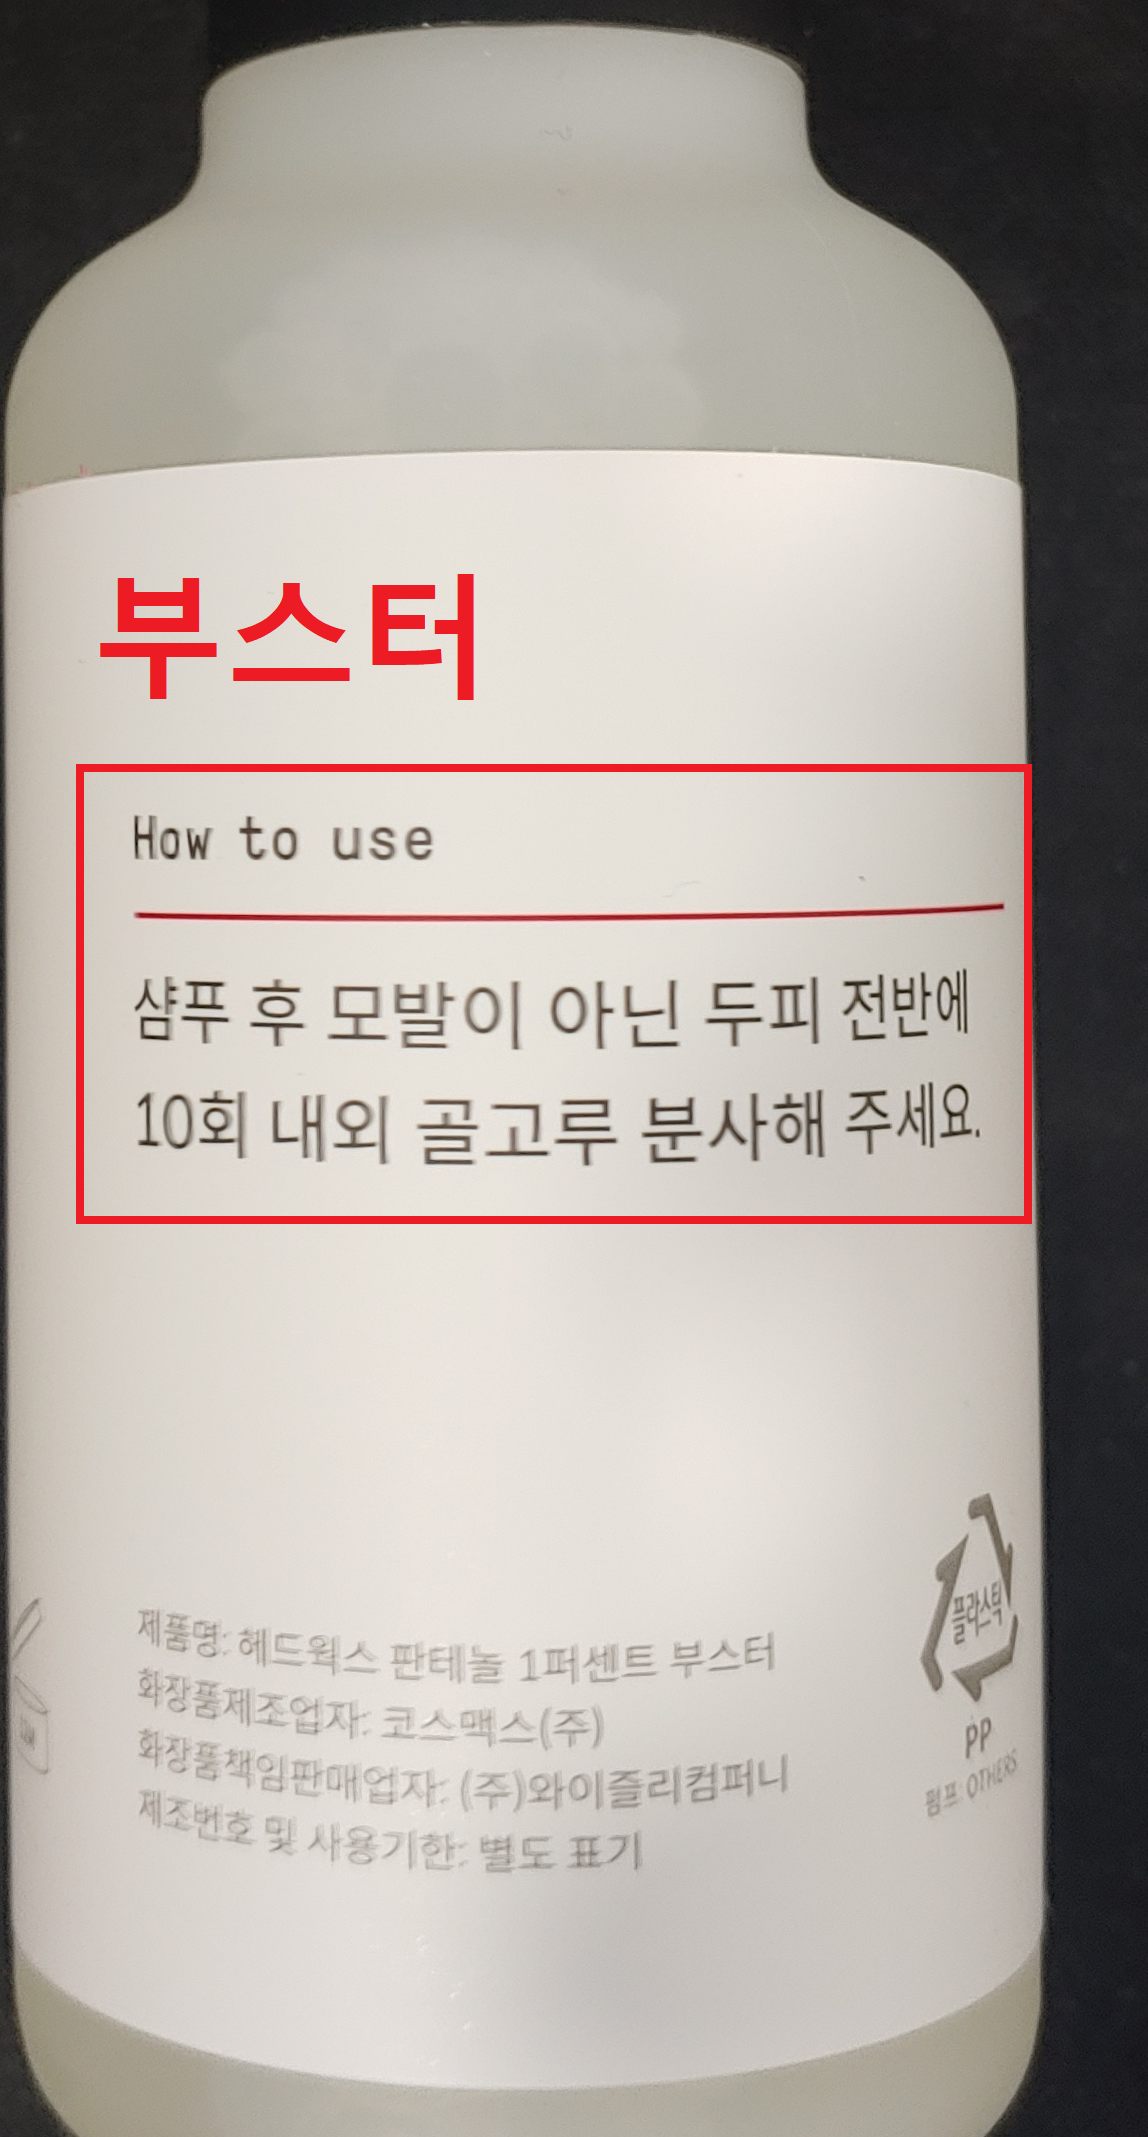 부스터
How to use
샴푸 후 모발이 아닌 두피 전반에
10회 내외 골고루 분사해 주세요.
제품명: 헤드웍스 판테놀 1퍼센트 부스터
화장품제조업자: 코스맥스(주)
화장품책임판매업자: (주)와이즐리컴퍼니
제조번호 및 사용기한: 별도 표기
플라스틱
PP
펌프: OTHERS